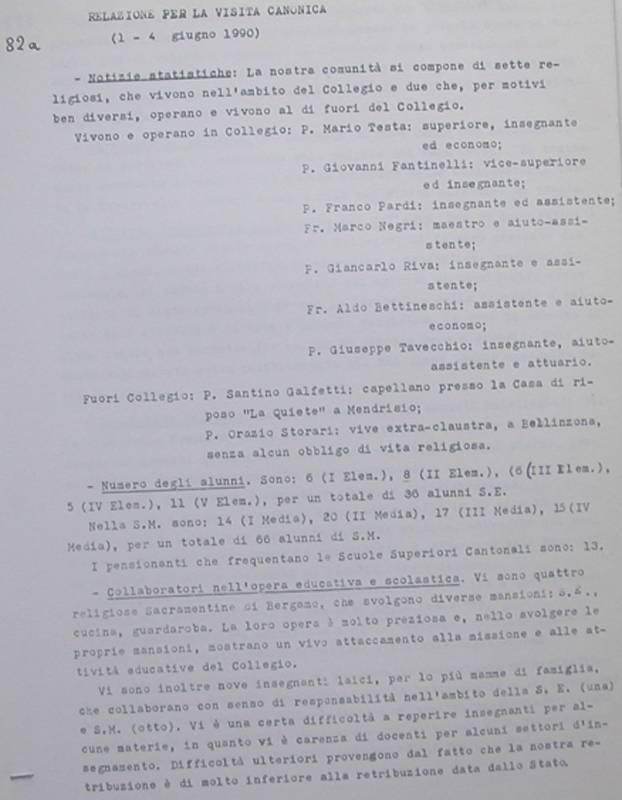 82a
RELAZIONE PER LA VISITA CANONICA
(1 - 4 giugno 1990)
- Notizie statistiche: La nostra comunità si compone di sette re-
ligiosi, che vivono nell'ambito del Collegio e due che, per motivi
ben diversi, operano e vivono al di fuori del Collegio.
Vivono e operano in Collegio: P. Mario Testa: superiore, insegnante
ed economo;
P. Giovanni Fantinelli: vice-superiore
ed insegnante;
P. Franco Pardi: insegnante ed assistente;
Fr. Marco Negri: maestro e aiuto-assi-
stente;
P. Giancarlo Riva: insegnante e assi-
stente;
Fr. Aldo Bettineschi: assistente e aiuto-
economo;
P. Giuseppe Tavecchio: insegnante, aiuto-
assistente e attuario.
Fuori Collegio: P. Santino Galfetti: capellano presso la Casa di ri-
poso "La Quiete" a Mendrisio;
P. Orazio Storari: vive extra-claustra, a Bellinzona,
senza alcun obbligo di vita religiosa.
- Numero degli alunni. Sono: 6 (I Elem.), 8 (II Elem.), (6 (III Elem.),
5 (IV Elem.), 11 (V Elem.), per un totale di 36 alunni S.E.
Nella S.M. sono: 14 (I Media), 20 (II Media), 17 (III Media), 15 (IV
Media), per un totale di 66 alunni di S.M.
I pensionanti che frequentano le Scuole Superiori Cantonali sono: 13.
- Collaboratori nell'opera educativa e scolastica. Vi sono quattro
religiose Sacramentine di Bergamo, che svolgono diverse mansioni: S.E.,
cucina, guardaroba. La loro opera è molto preziosa e, nello svolgere le
proprie mansioni, mostrano un vivo attaccamento alla missione e alle at-
tività educative del Collegio.
Vi sono inoltre nove insegnanti laici, per lo più mamme di famiglia,
che collaborano con senso di responsabilità nell'ambito della S. E. (una)
e S.M. (otto). Vi è una certa difficoltà a reperire insegnanti per al-
cune materie, in quanto vi è carenza di docenti per alcuni settori d'in-
segnamento. Difficoltà ulteriori provengono dal fatto che la nostra re-
tribuzione è di molto inferiore alla retribuzione data dallo Stato.